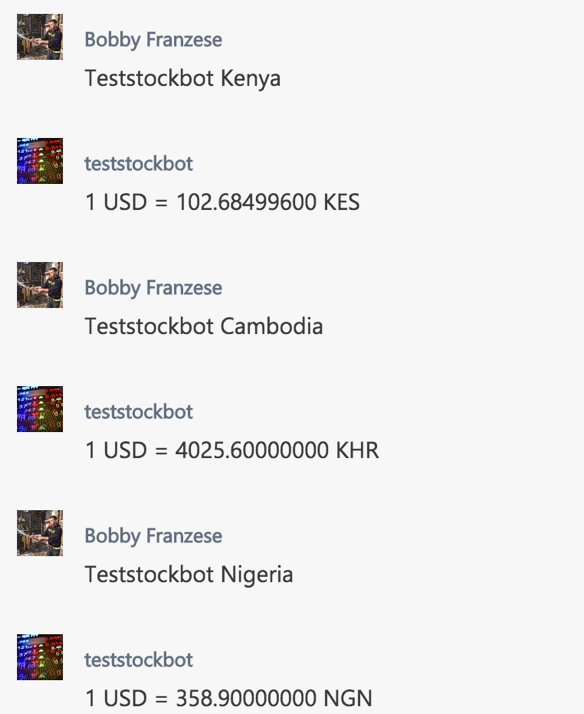 Bobby Franzese
Teststockbot Kenya
teststockbot
1 USD = 102.68499600 KES
Bobby Franzese
Teststockbot Cambodia
teststockbot
1 USD = 4025.60000000 KHR
Bobby Franzese
Teststockbot Nigeria
teststockbot
1 USD = 358.90000000 NGN